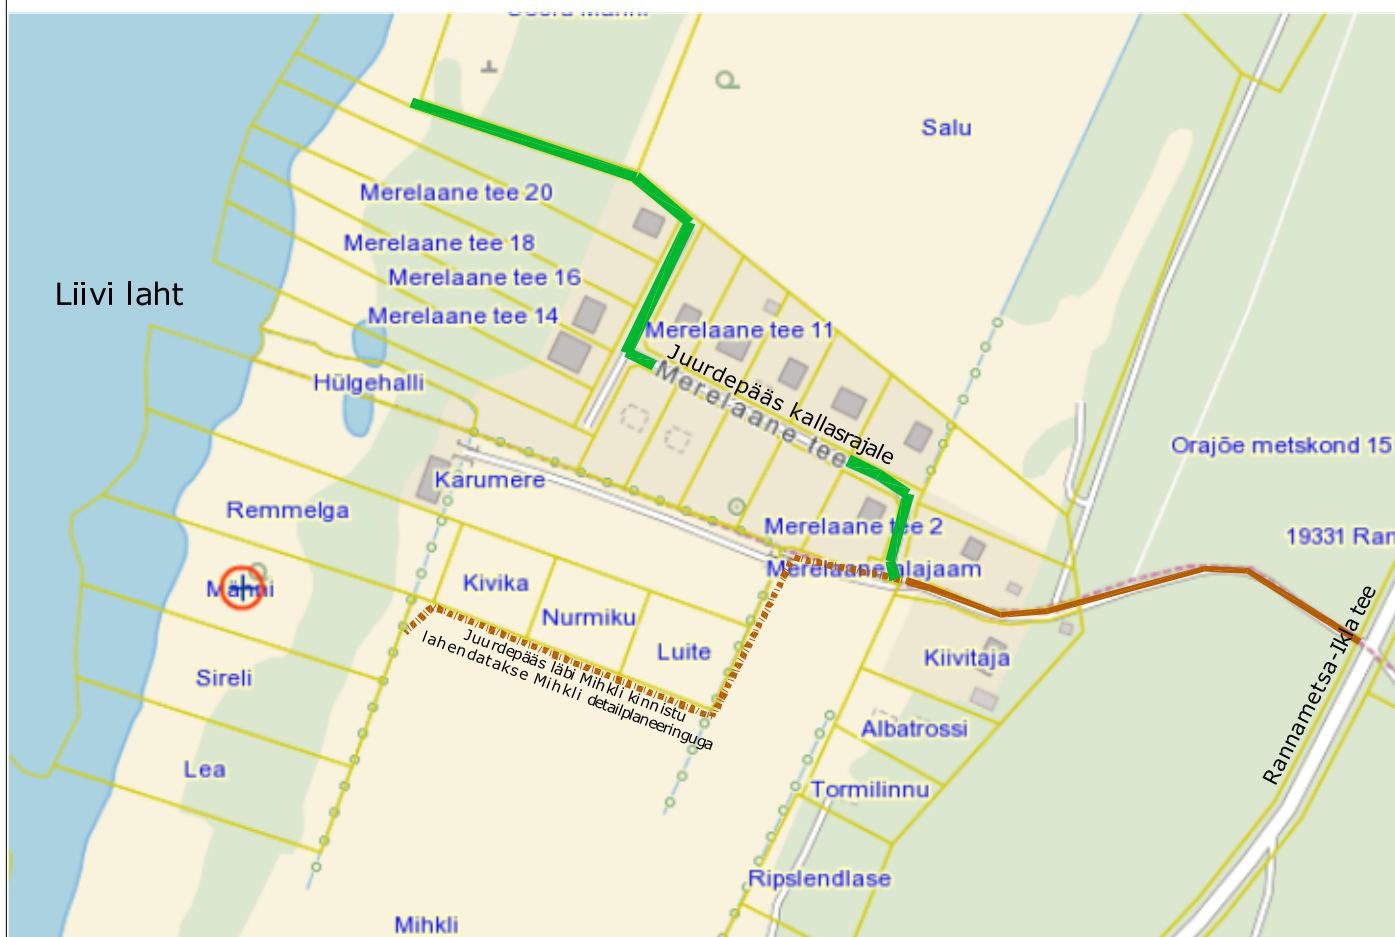 Salu
Merelaane tee 20
Merelaane tee 18
Merelaane tee 16
Liivi laht
Merelaane tee 14
Merelaane tee 11
Juurdepääs kallasrajale
Merelaane tee
Hülgehalli
Orajõe metskond 15
Kärumere
Remmelga
Merelaane tee 2
19331 Ran
Merelaane alajaam
Kivika
Männi
Nurmiku
Rannametsa-Ikla tee
Juurdepääs läbi Mihkli kinnistu
lahendatakse Mihkli detailplaneeringuga
Luite
Kiivitaja
Sireli
Albatrossi
Lea
Tormilinnu
Ripslendlase
Mihkli